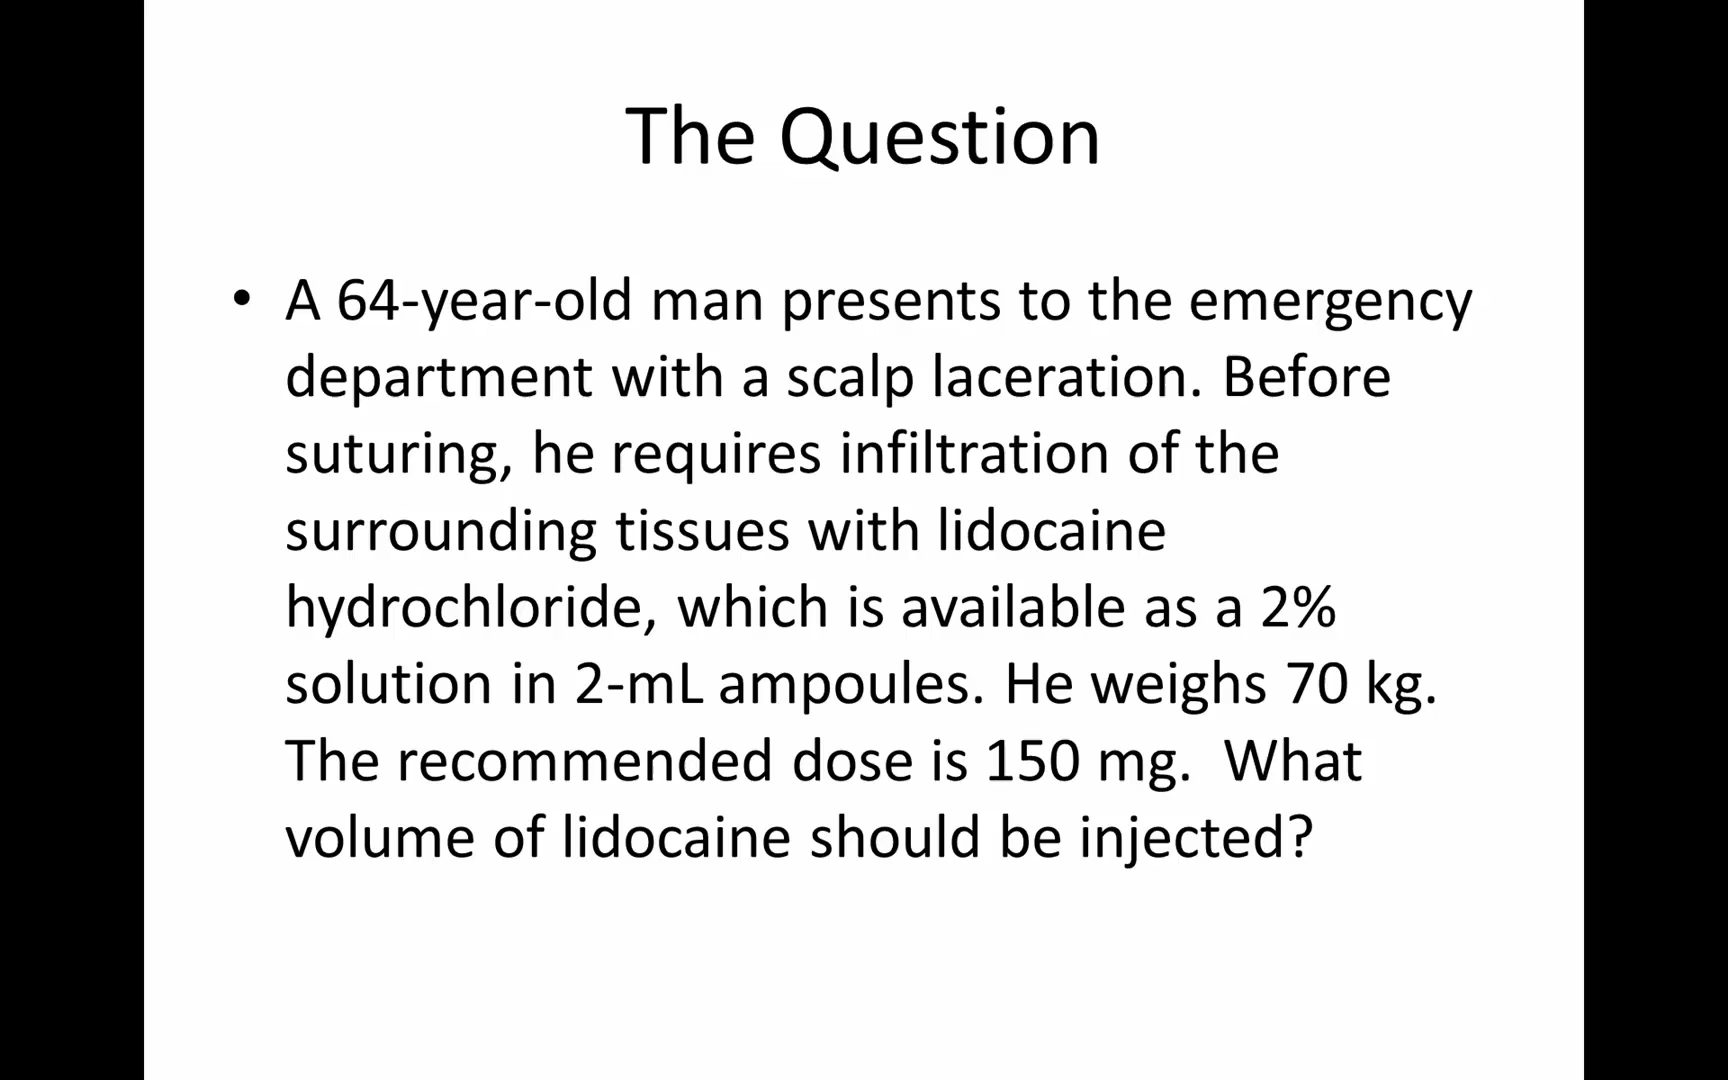 The Question
• A 64-year-old man presents to the emergency
department with a scalp laceration. Before
suturing, he requires infiltration of the
surrounding tissues with lidocaine
hydrochloride, which is available as a 2%
solution in 2-mL ampoules. He weighs 70 kg.
The recommended dose is 150 mg.  What
volume of lidocaine should be injected?